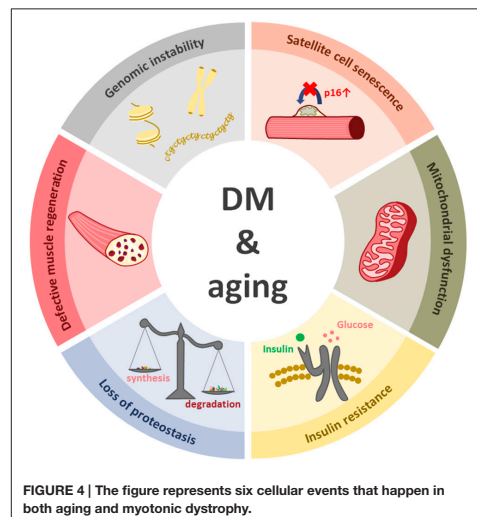 Genomic instability
Satellite cell senescence
p16↑
ctgctgctgctgctgctg
Defective muscle regeneration
DM
&
aging
Mitochondrial dysfunction
synthesis
degradation
Insulin
Glucose
Loss of proteostasis
Insulin resistance
FIGURE 4 | The figure represents six cellular events that happen in
both aging and myotonic dystrophy.